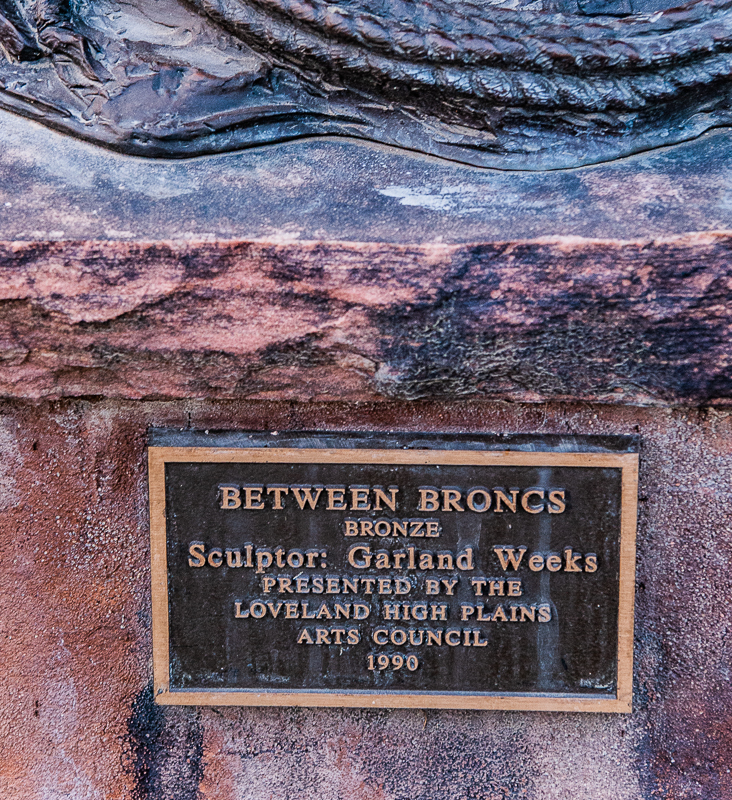 BETWEEN BRONCS
BRONZE
Sculptor: Garland Weeks
PRESENTED BY THE
LOVELAND HIGH PLAINS
ARTS COUNCIL
1990